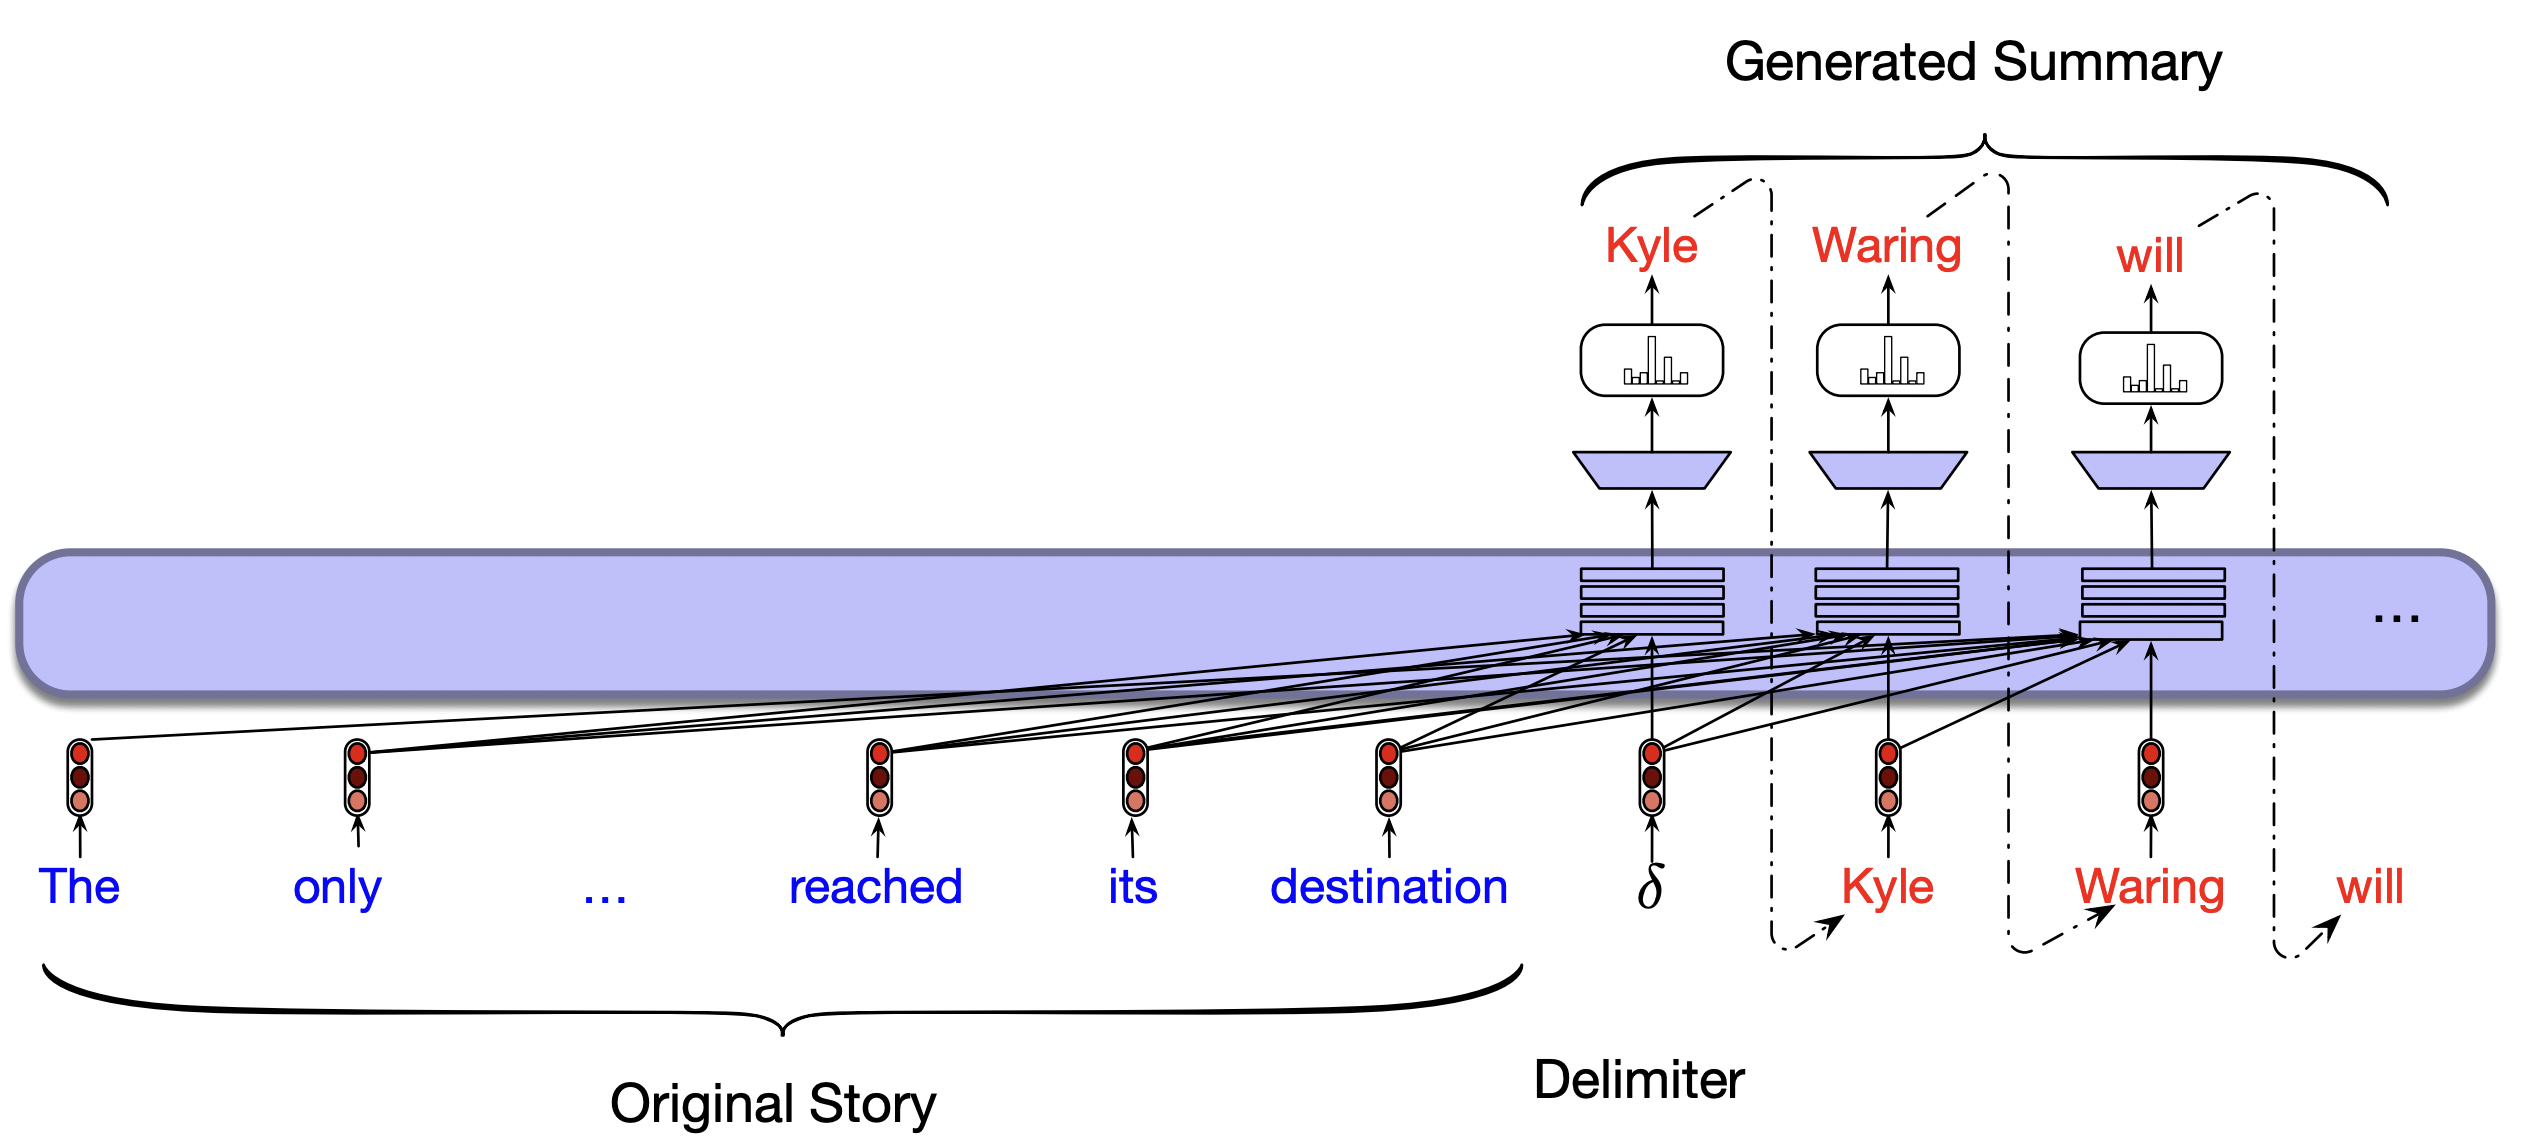 Generated Summary
Kyle Waring will
...
The only ... reached its destination δ Kyle Waring will
Original Story
Delimiter